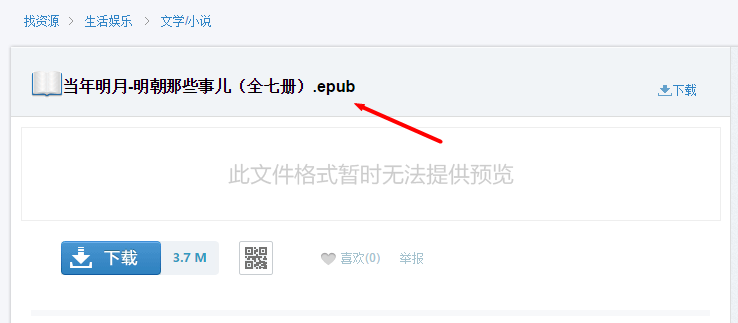 找资源 > 生活娱乐 > 文学/小说
当年明月-明朝那些事儿（全七册）.epub
下载
此文件格式暂时无法提供预览
下载 3.7 M 喜欢(0) 举报